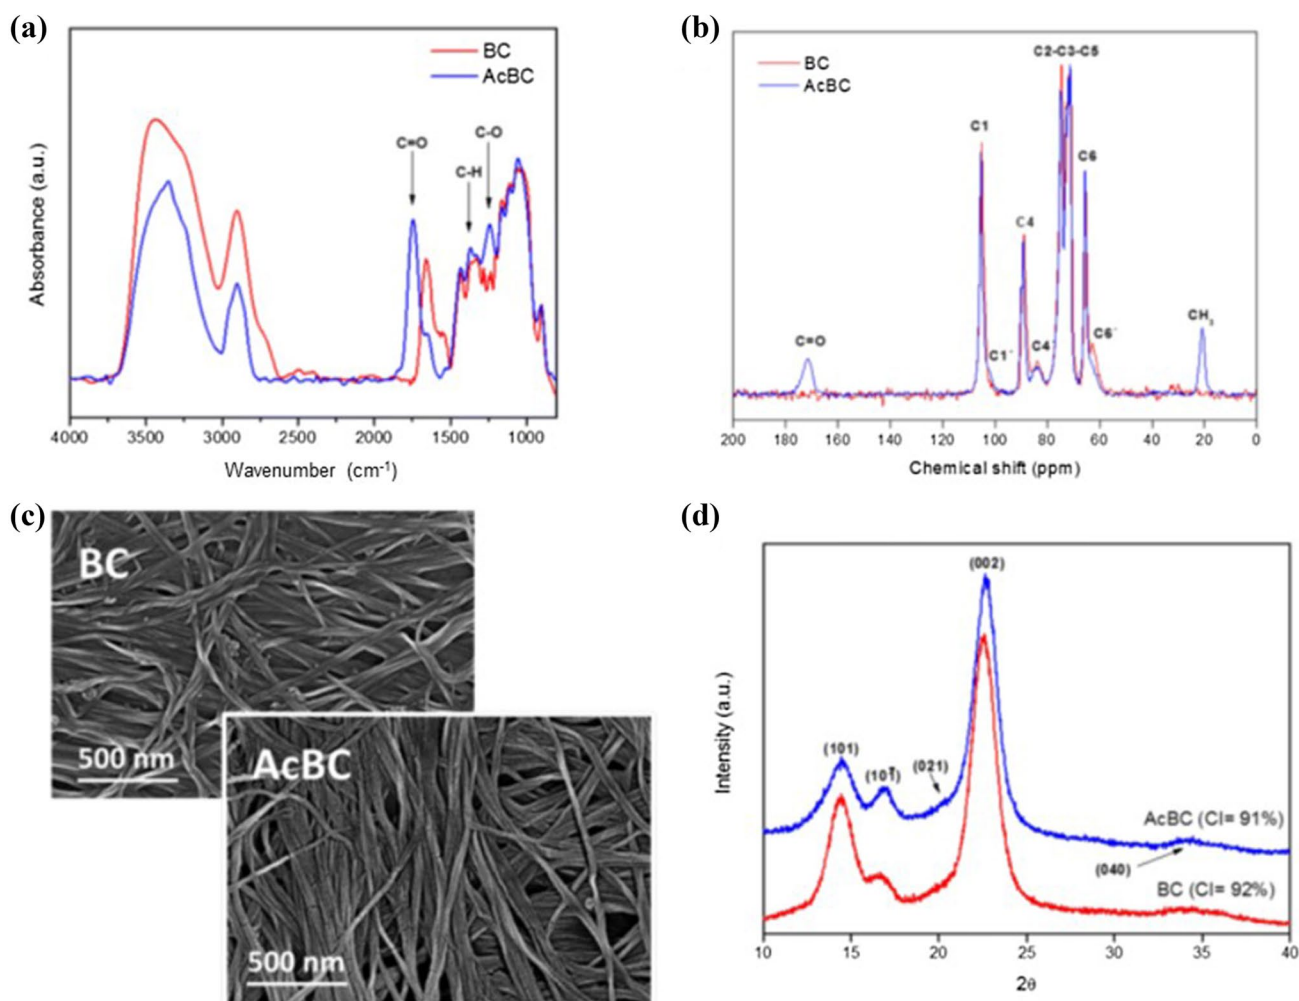 (a)
BC
AcBC
C=O
C-H
C-O
Absorbance (a.u.)
4000 3500 3000 2500 2000 1500 1000
Wavenumber (cm⁻¹)
(b)
BC
AcBC
C2-C3-C5
C1
C6
C4
C1´
C4
C6´
C=O
CH₃
200 180 160 140 120 100 80 60 40 20 0
Chemical shift (ppm)
(c)
BC
500 nm
AcBC
500 nm
(d)
(002)
(101)
(101̄)
(021)
AcBC (CI= 91%)
(040)
BC (CI= 92%)
Intensity (a.u.)
10 15 20 25 30 35 40
2θ